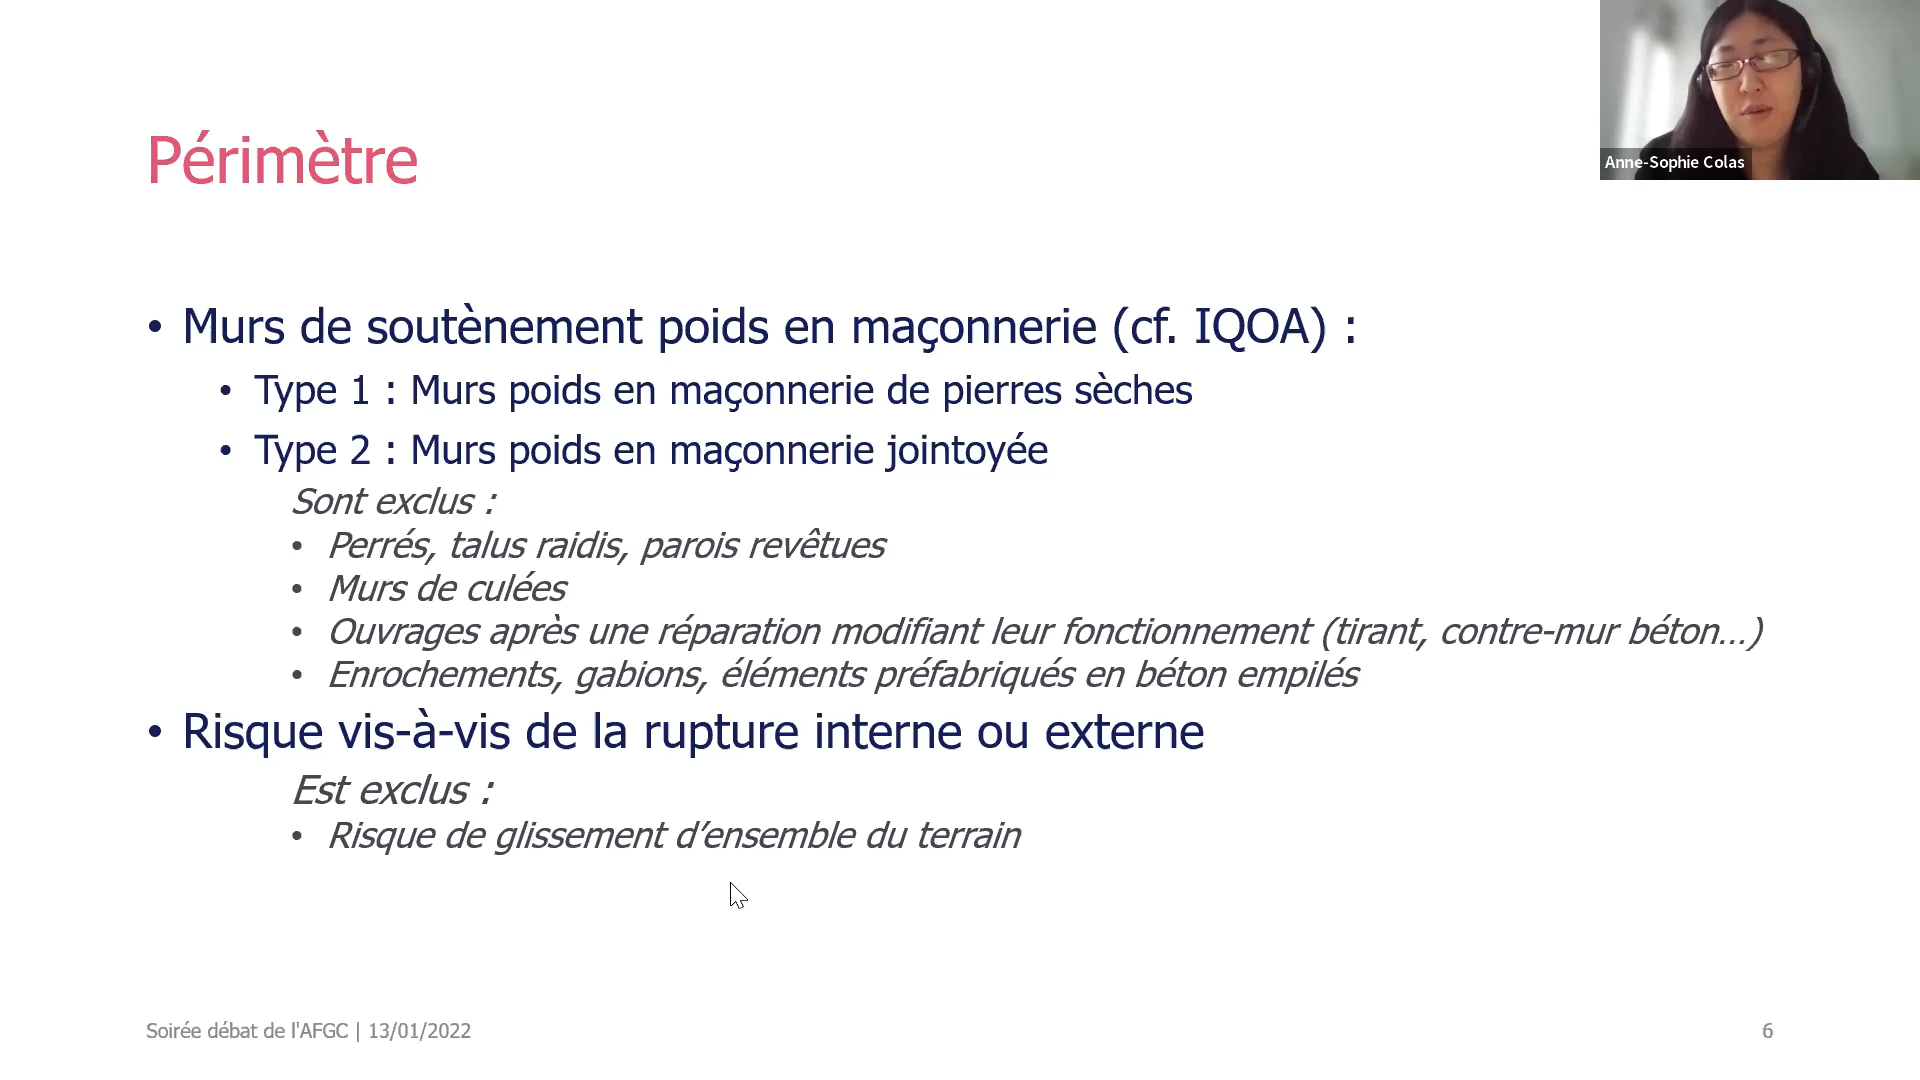 Anne-Sophie Colas
Périmètre
• Murs de soutènement poids en maçonnerie (cf. IQOA) :
• Type 1 : Murs poids en maçonnerie de pierres sèches
• Type 2 : Murs poids en maçonnerie jointoyée
Sont exclus :
• Perrés, talus raidis, parois revêtues
• Murs de culées
• Ouvrages après une réparation modifiant leur fonctionnement (tirant, contre-mur béton…)
• Enrochements, gabions, éléments préfabriqués en béton empilés
• Risque vis-à-vis de la rupture interne ou externe
Est exclus :
• Risque de glissement d’ensemble du terrain
Soirée débat de l'AFGC | 13/01/2022
6